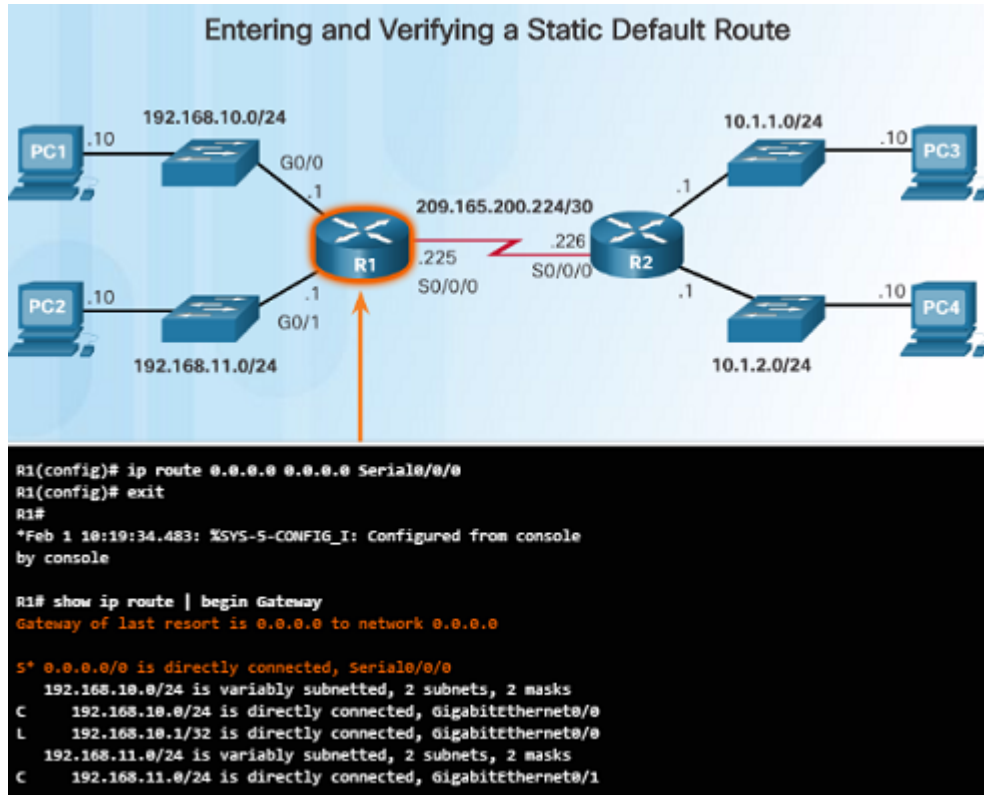 Entering and Verifying a Static Default Route
192.168.10.0/24
10.1.1.0/24
PC1
.10
.10
PC3
G0/0
.1
.1
209.165.200.224/30
R1
.225
.226
R2
S0/0/0
S0/0/0
PC2
.10
.1
.1
.10
PC4
G0/1
192.168.11.0/24
10.1.2.0/24
R1(config)# ip route 0.0.0.0 0.0.0.0 Serial0/0/0
R1(config)# exit
R1#
*Feb 1 10:19:34.483: %SYS-5-CONFIG_I: Configured from console
by console
R1# show ip route | begin Gateway
Gateway of last resort is 0.0.0.0 to network 0.0.0.0
S* 0.0.0.0/0 is directly connected, Serial0/0/0
192.168.10.0/24 is variably subnetted, 2 subnets, 2 masks
C 192.168.10.0/24 is directly connected, GigabitEthernet0/0
L 192.168.10.1/32 is directly connected, GigabitEthernet0/0
192.168.11.0/24 is variably subnetted, 2 subnets, 2 masks
C 192.168.11.0/24 is directly connected, GigabitEthernet0/1